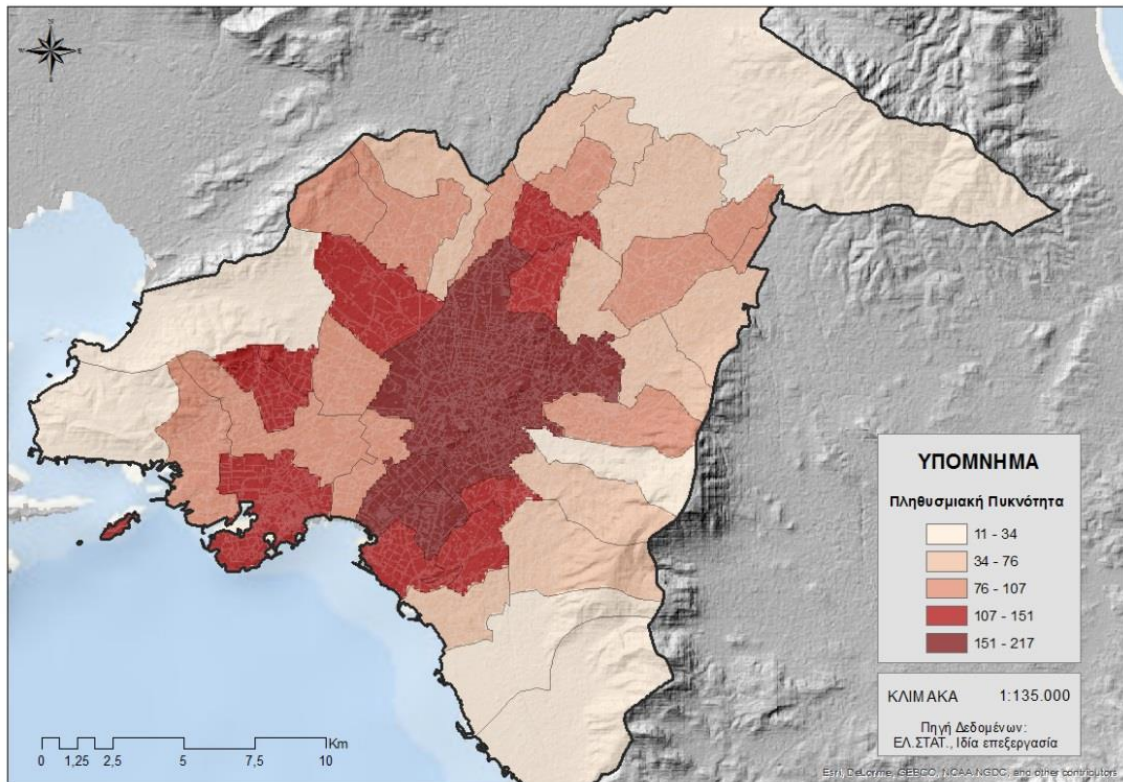 N
W E
S
ΥΠΟΜΝΗΜΑ
Πληθυσμιακή Πυκνότητα
11 - 34
34 - 76
76 - 107
107 - 151
151 - 217
ΚΛΙΜΑΚΑ 1:135.000
Πηγή Δεδομένων:
ΕΛ.ΣΤΑΤ., Ιδία επεξεργασία
Km
0 1,25 2,5 5 7,5 10
Esri, DeLorme, GEBCO, NOAA NGDC, and other contributors